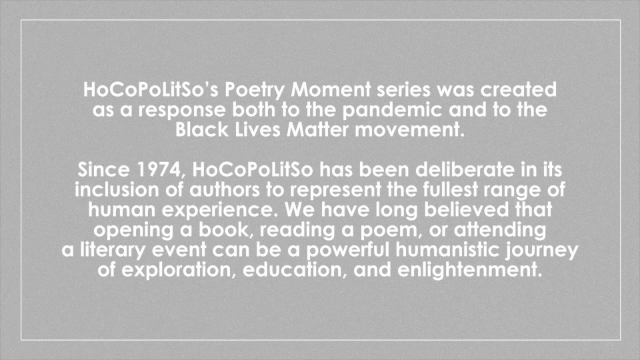 HoCoPoLitSo's Poetry Moment series was created
as a response both to the pandemic and to the
Black Lives Matter movement.
Since 1974, HoCoPoLitSo has been deliberate in its
inclusion of authors to represent the fullest range of
human experience. We have long believed that
opening a book, reading a poem, or attending
a literary event can be a powerful humanistic journey
of exploration, education, and enlightenment.